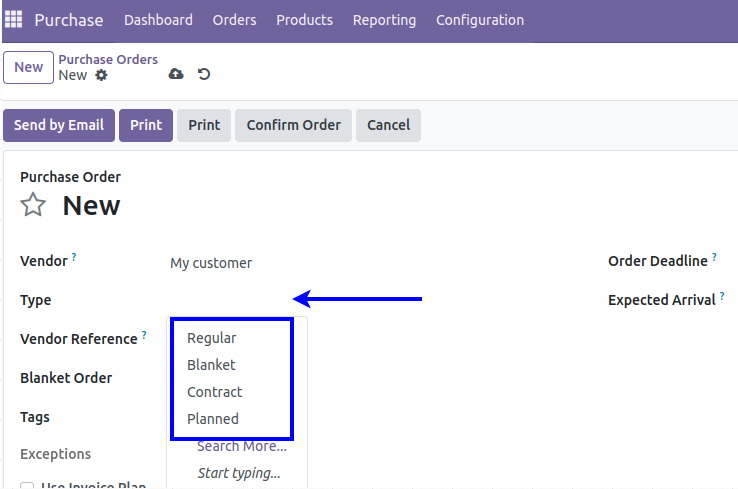 Purchase Dashboard Orders Products Reporting Configuration
New
Purchase Orders
New
Send by Email Print Print Confirm Order Cancel
Purchase Order
New
Vendor ? My customer Order Deadline ?
Type Expected Arrival ?
Vendor Reference ?
Regular
Blanket
Blanket Order
Contract
Tags
Planned
Search More...
Exceptions
Start typing...
Use Invoice Plan